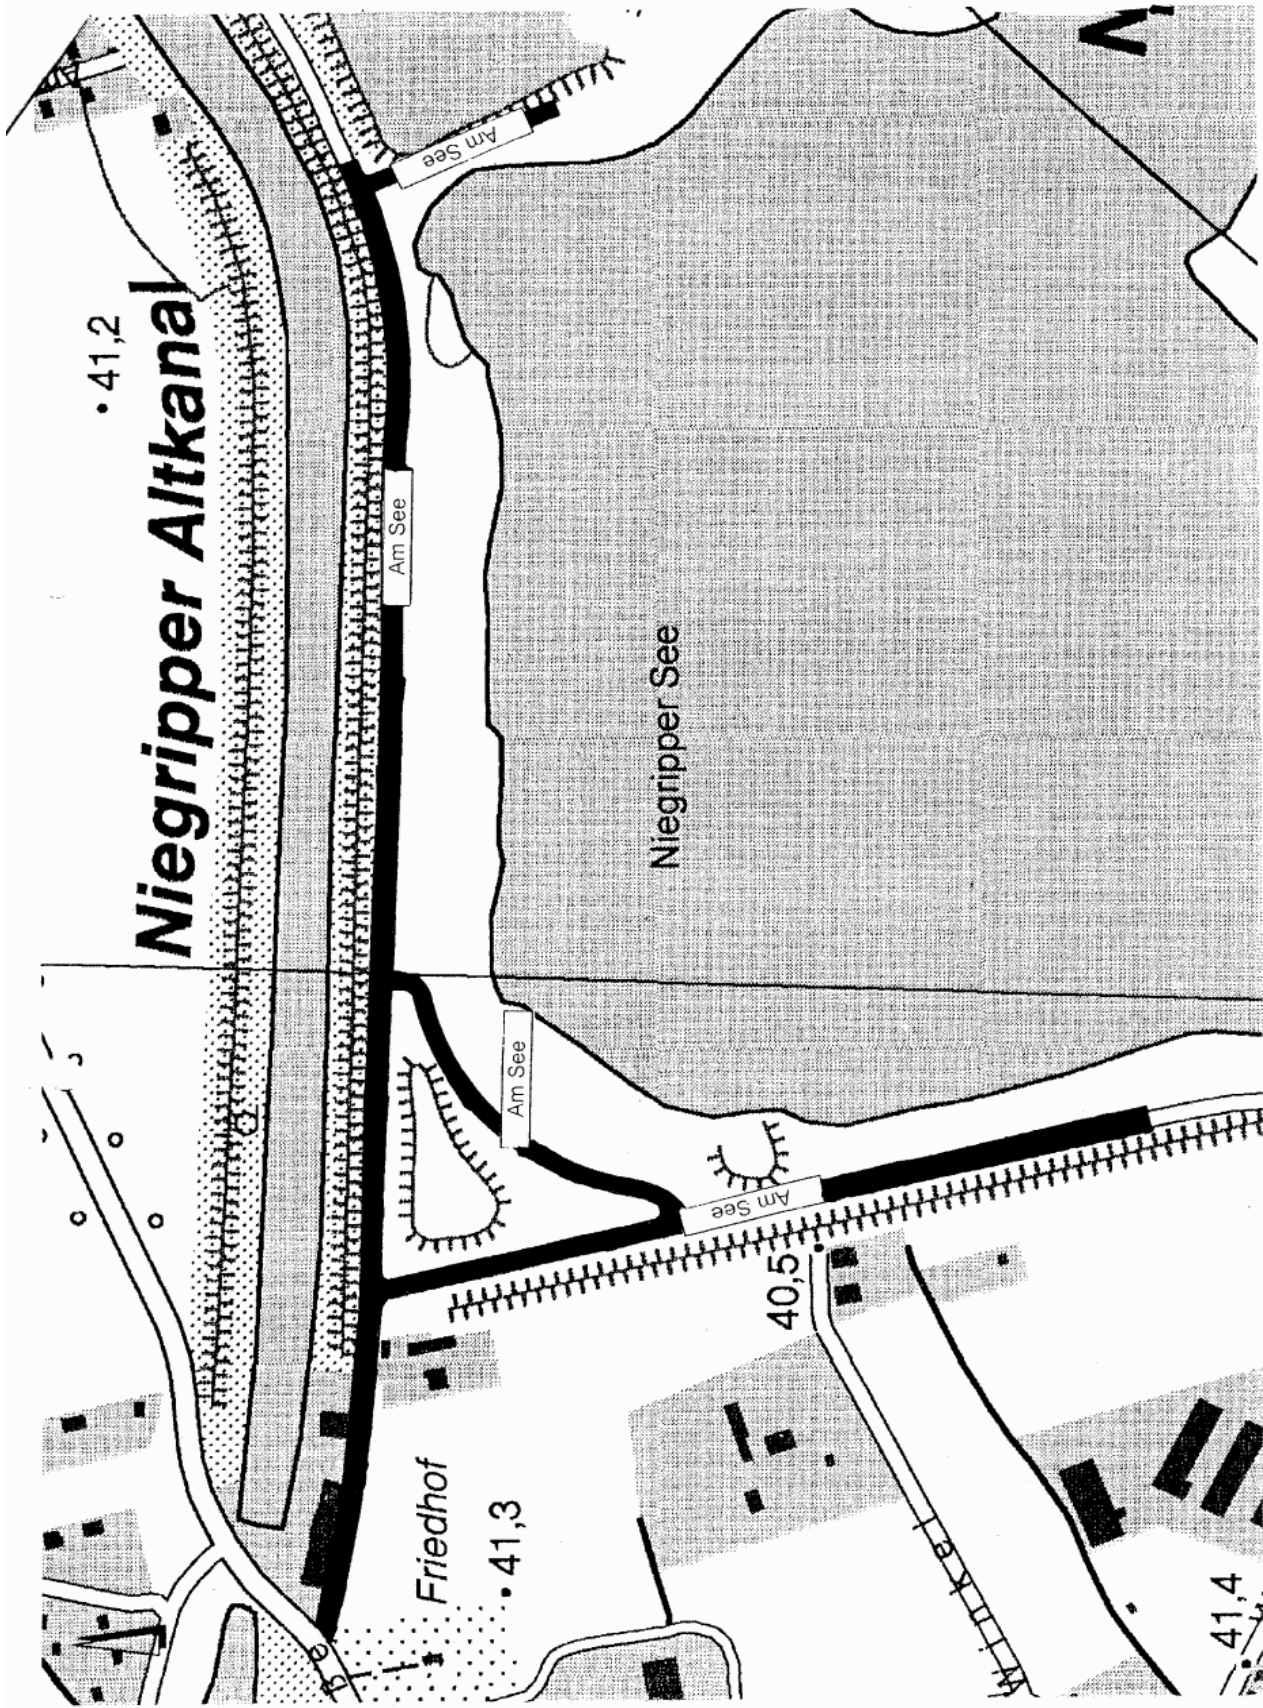 Niegripper Altkanal
41,2
Am See
Am See
Niegripper See
Am See
Am See
40,5
Friedhof
41,3
Winkel
41,4